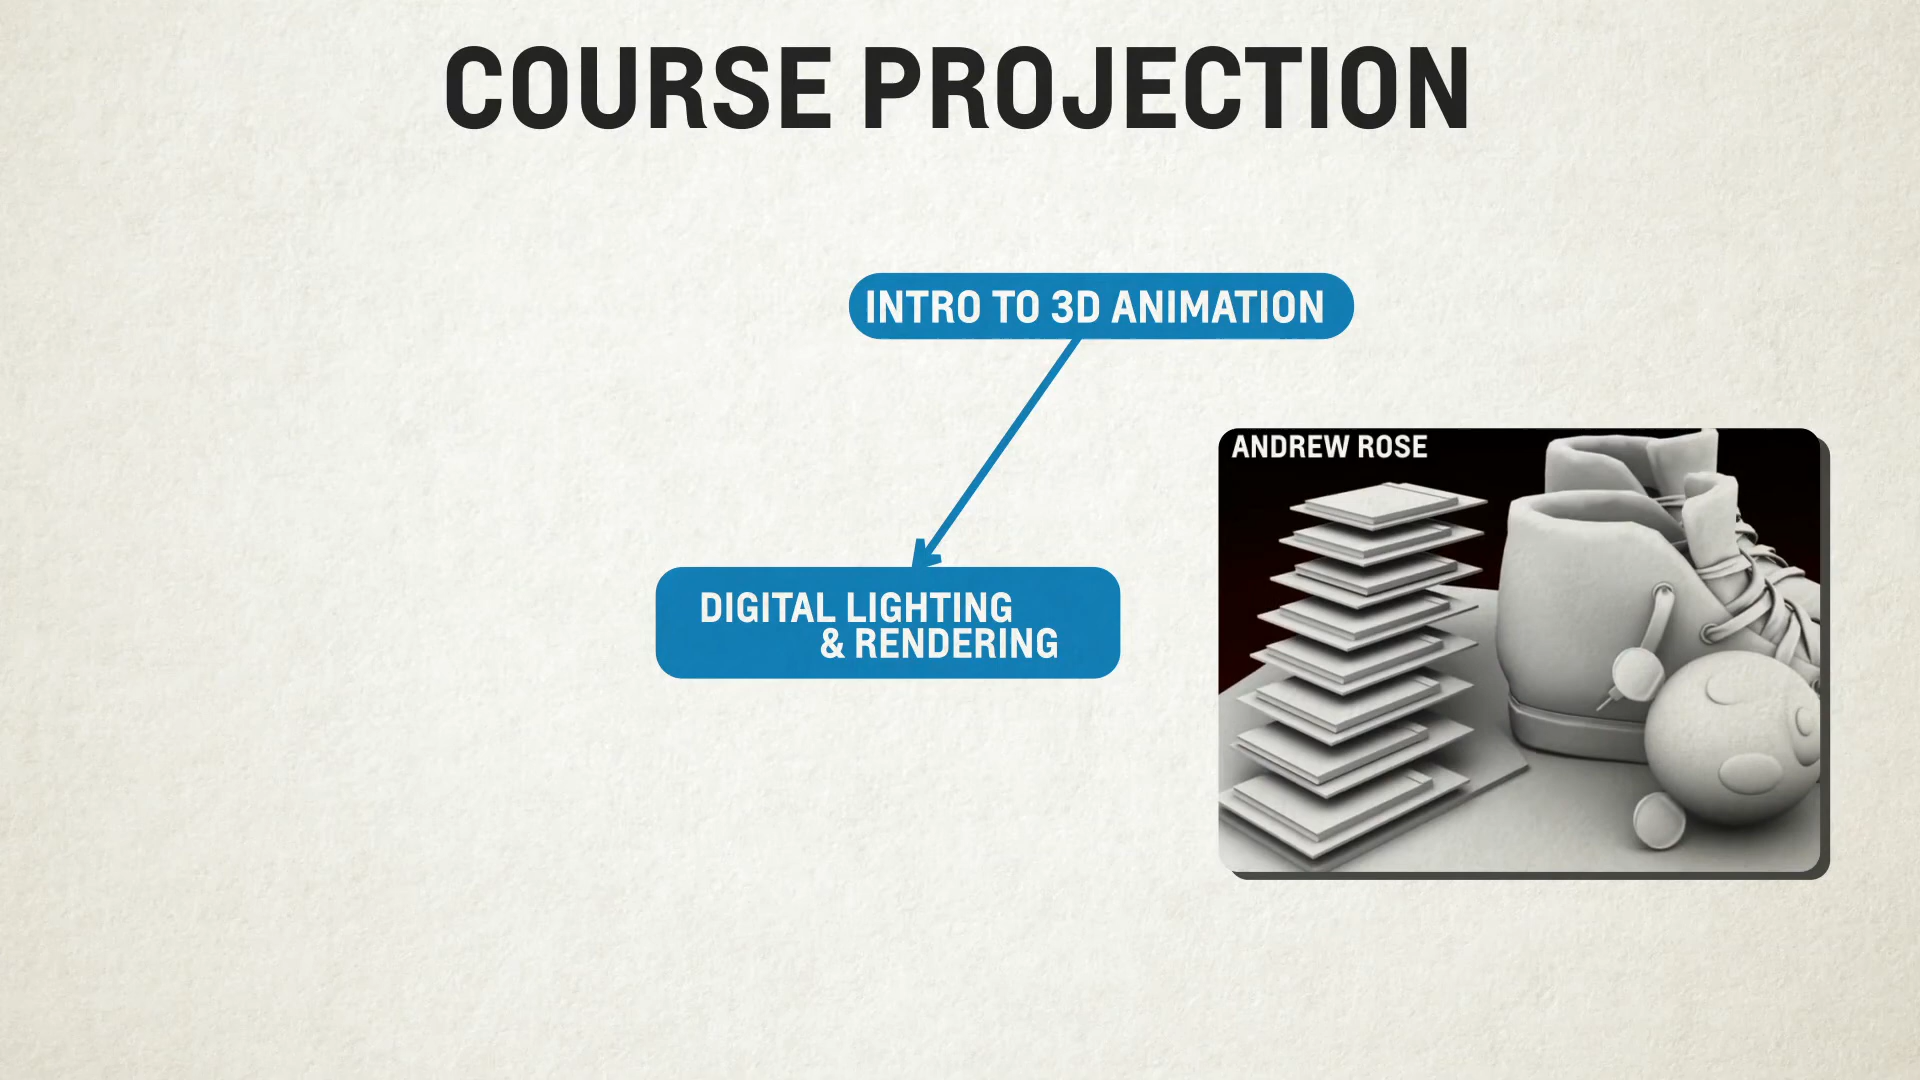 COURSE PROJECTION
INTRO TO 3D ANIMATION
ANDREW ROSE
DIGITAL LIGHTING
& RENDERING